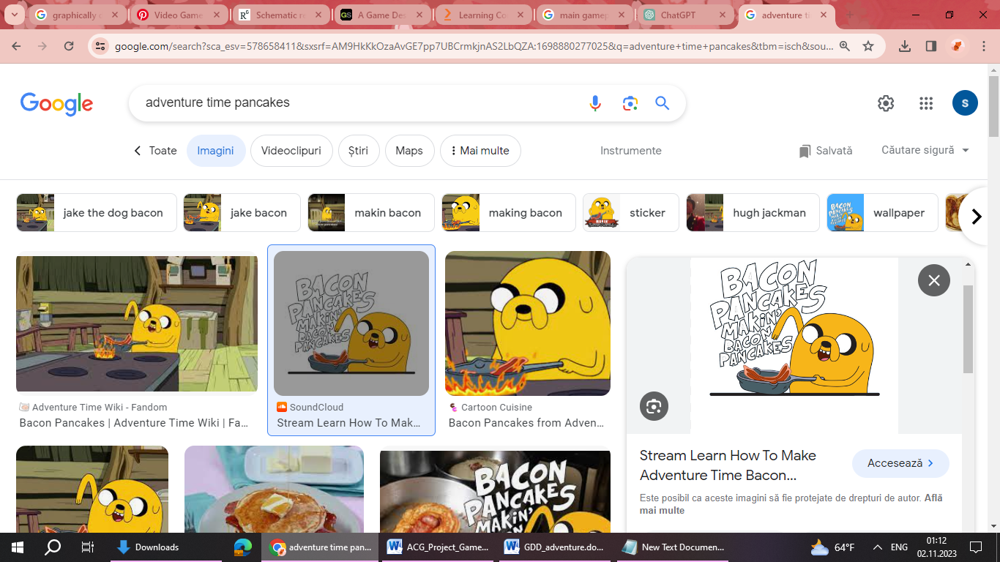 graphically d
Video Game
Schematic re
A Game Des
Learning Co
main gamep
ChatGPT
adventure ti
google.com/search?sca_esv=578658411&sxsrf=AM9HkKkOzaAvGE7pp7UBCrmkjnAS2LbQZA:1698880277025&q=adventure+time+pancakes&tbm=isch&sou...
Google
adventure time pancakes
S
Toate
Imagini
Videoclipuri
Știri
Maps
Mai multe
Instrumente
Salvată
Căutare sigură
jake the dog bacon
jake bacon
makin bacon
making bacon
sticker
hugh jackman
wallpaper
BACON
PANCAKES
MAKIN'
BACON
PANCAKES
Adventure Time Wiki - Fandom
Bacon Pancakes | Adventure Time Wiki | Fa...
SoundCloud
Stream Learn How To Mak...
Cartoon Cuisine
Bacon Pancakes from Adven...
BACON
PANCAKES
MAKIN'
BACON
PANCAKES
Stream Learn How To Make
Adventure Time Bacon...
Accesează
Este posibil ca aceste imagini să fie protejate de drepturi de autor. Află
mai multe
BACON
PANCAKES
MAKIN'
Downloads
adventure time pan...
ACG_Project_Game...
GDD_adventure.do...
New Text Documen...
64°F
ENG
01:12
02.11.2023